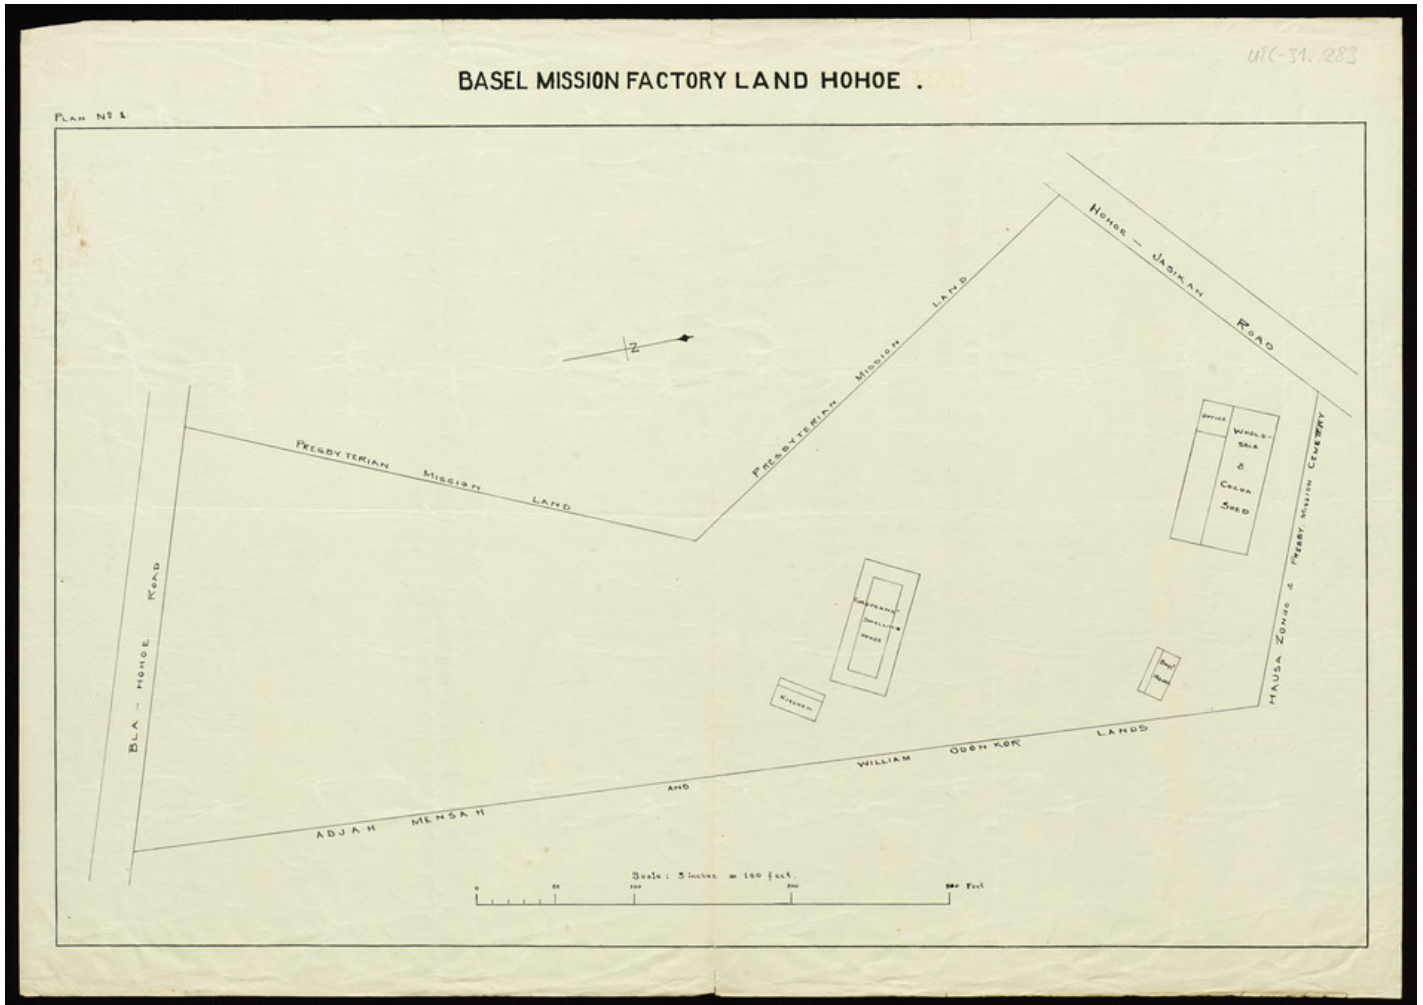 UTC-31.1283
BASEL MISSION FACTORY LAND HOHOE .
PLAN Nº 1
HOHOE – JASIKAN ROAD
PRESBYTERIAN MISSION LAND
N
PRESBYTERIAN MISSION LAND
BLA – HOHOE ROAD
OFFICE
WHOLE-
SALE
&
COCOA
SHED
HAUSA ZONGO & PRESBY. MISSION CEMETERY
EUROPEANS'
DWELLING
HOUSE
KITCHEN
BOYS'
HOUSE
ADJAH MENSAH AND WILLIAM ODONKOR LANDS
Scale: 3 inches = 100 feet.
0 50 100 200 300 Feet